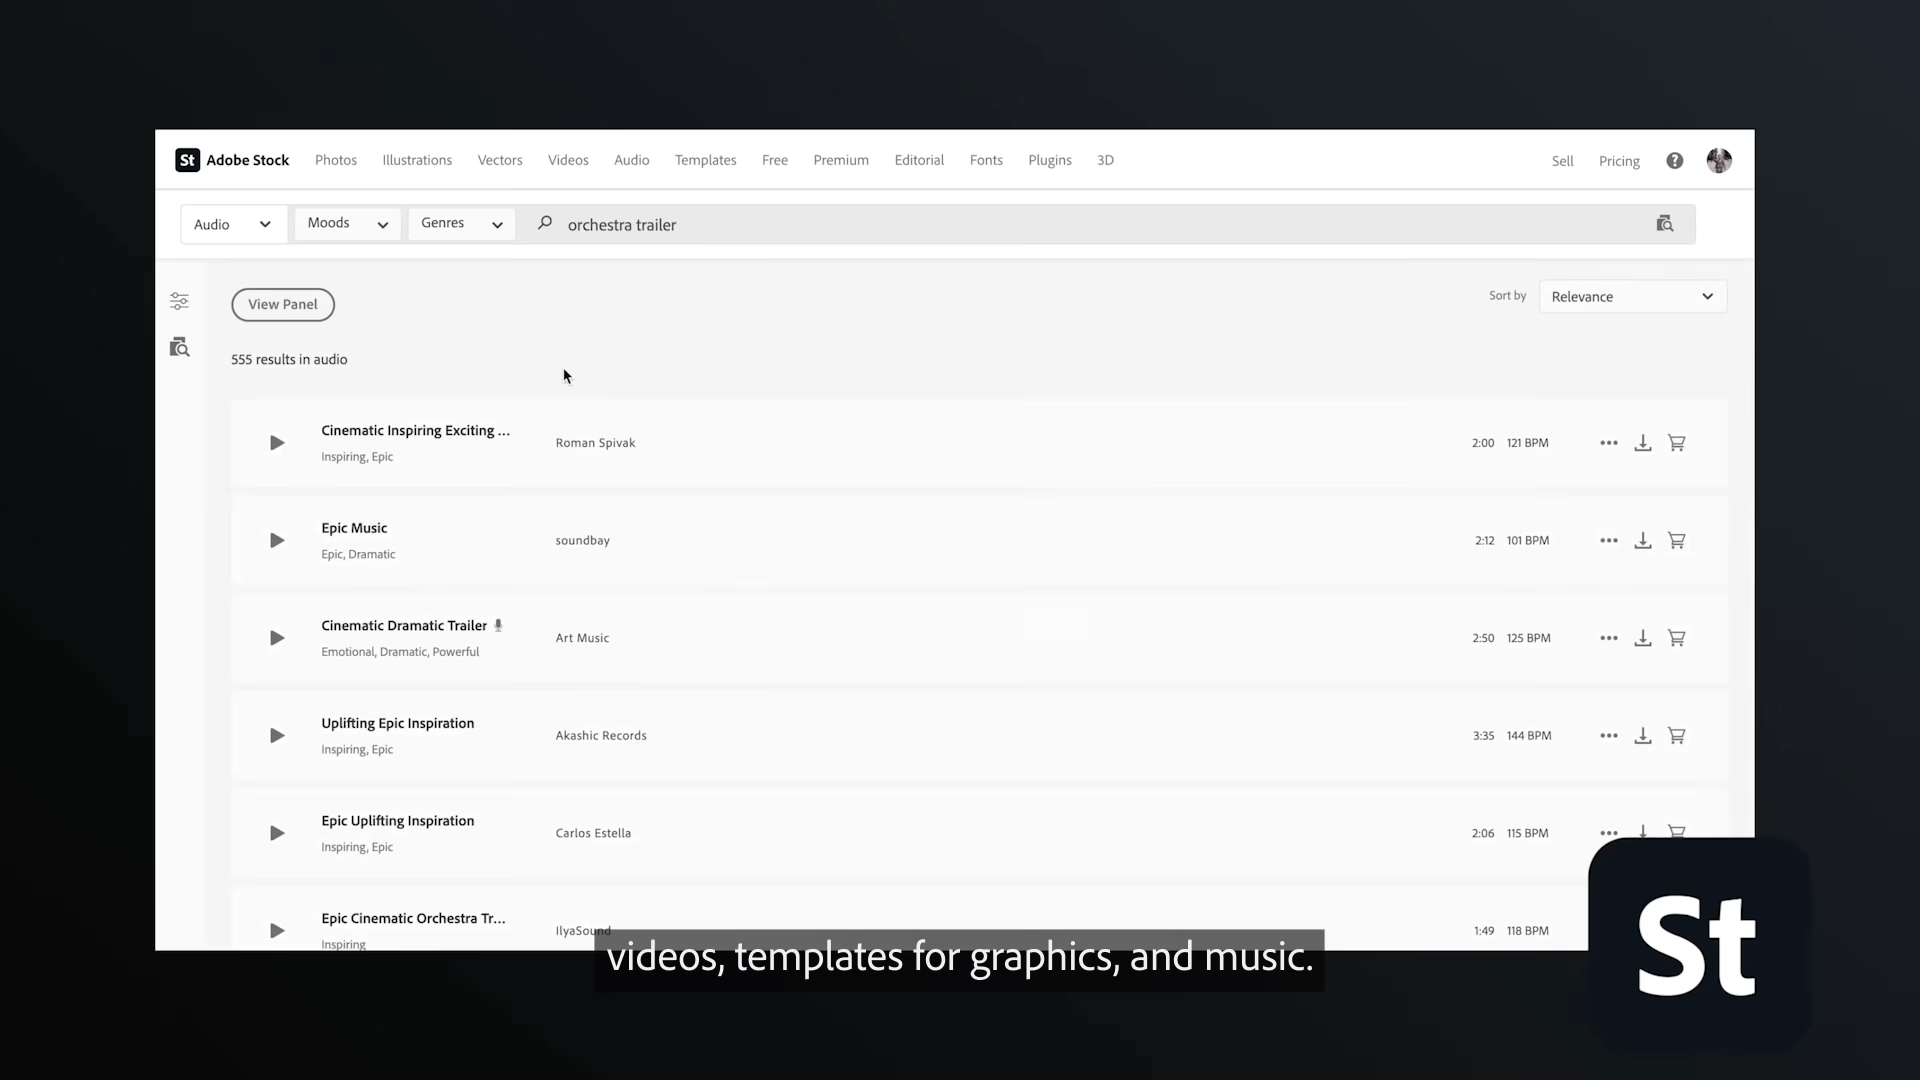 St Adobe Stock Photos Illustrations Vectors Videos Audio Templates Free Premium Editorial Fonts Plugins 3D Sell Pricing ?
Audio Moods Genres orchestra trailer
View Panel Sort by Relevance
555 results in audio
Cinematic Inspiring Exciting ... Roman Spivak 2:00 121 BPM
Inspiring, Epic
Epic Music soundbay 2:12 101 BPM
Epic, Dramatic
Cinematic Dramatic Trailer Art Music 2:50 125 BPM
Emotional, Dramatic, Powerful
Uplifting Epic Inspiration Akashic Records 3:35 144 BPM
Inspiring, Epic
Epic Uplifting Inspiration Carlos Estella 2:06 115 BPM
Inspiring, Epic
Epic Cinematic Orchestra Tr... IlyaSound 1:49 118 BPM
Inspiring
videos, templates for graphics, and music.
St